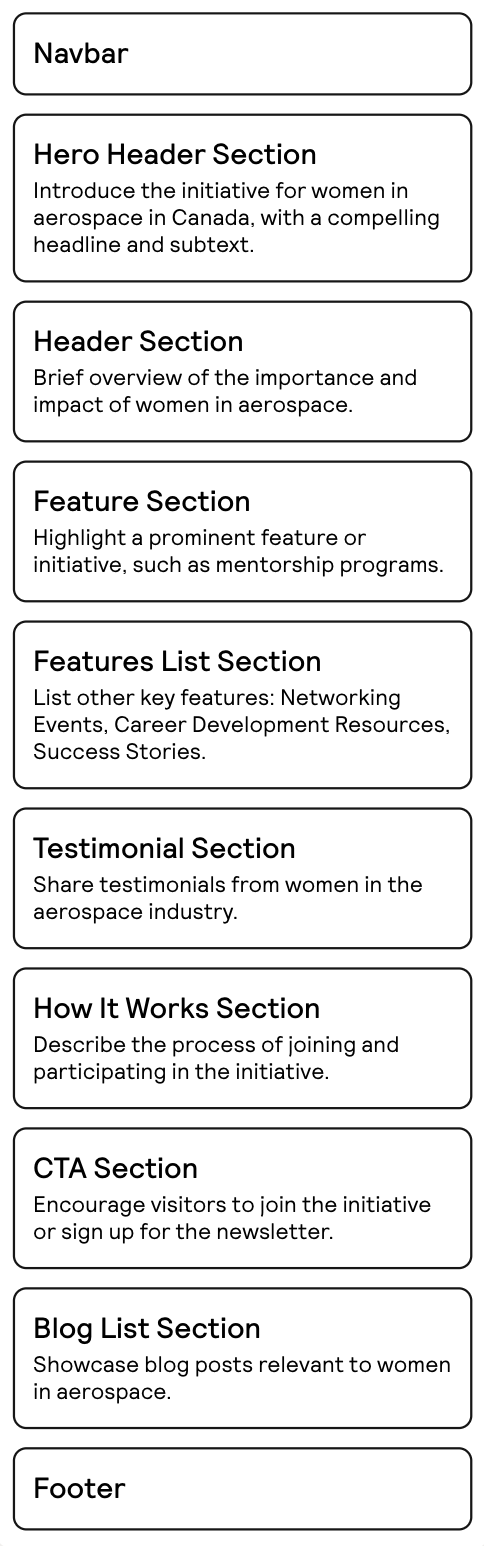 Navbar
Hero Header Section
Introduce the initiative for women in
aerospace in Canada, with a compelling
headline and subtext.
Header Section
Brief overview of the importance and
impact of women in aerospace.
Feature Section
Highlight a prominent feature or
initiative, such as mentorship programs.
Features List Section
List other key features: Networking
Events, Career Development Resources,
Success Stories.
Testimonial Section
Share testimonials from women in the
aerospace industry.
How It Works Section
Describe the process of joining and
participating in the initiative.
CTA Section
Encourage visitors to join the initiative
or sign up for the newsletter.
Blog List Section
Showcase blog posts relevant to women
in aerospace.
Footer